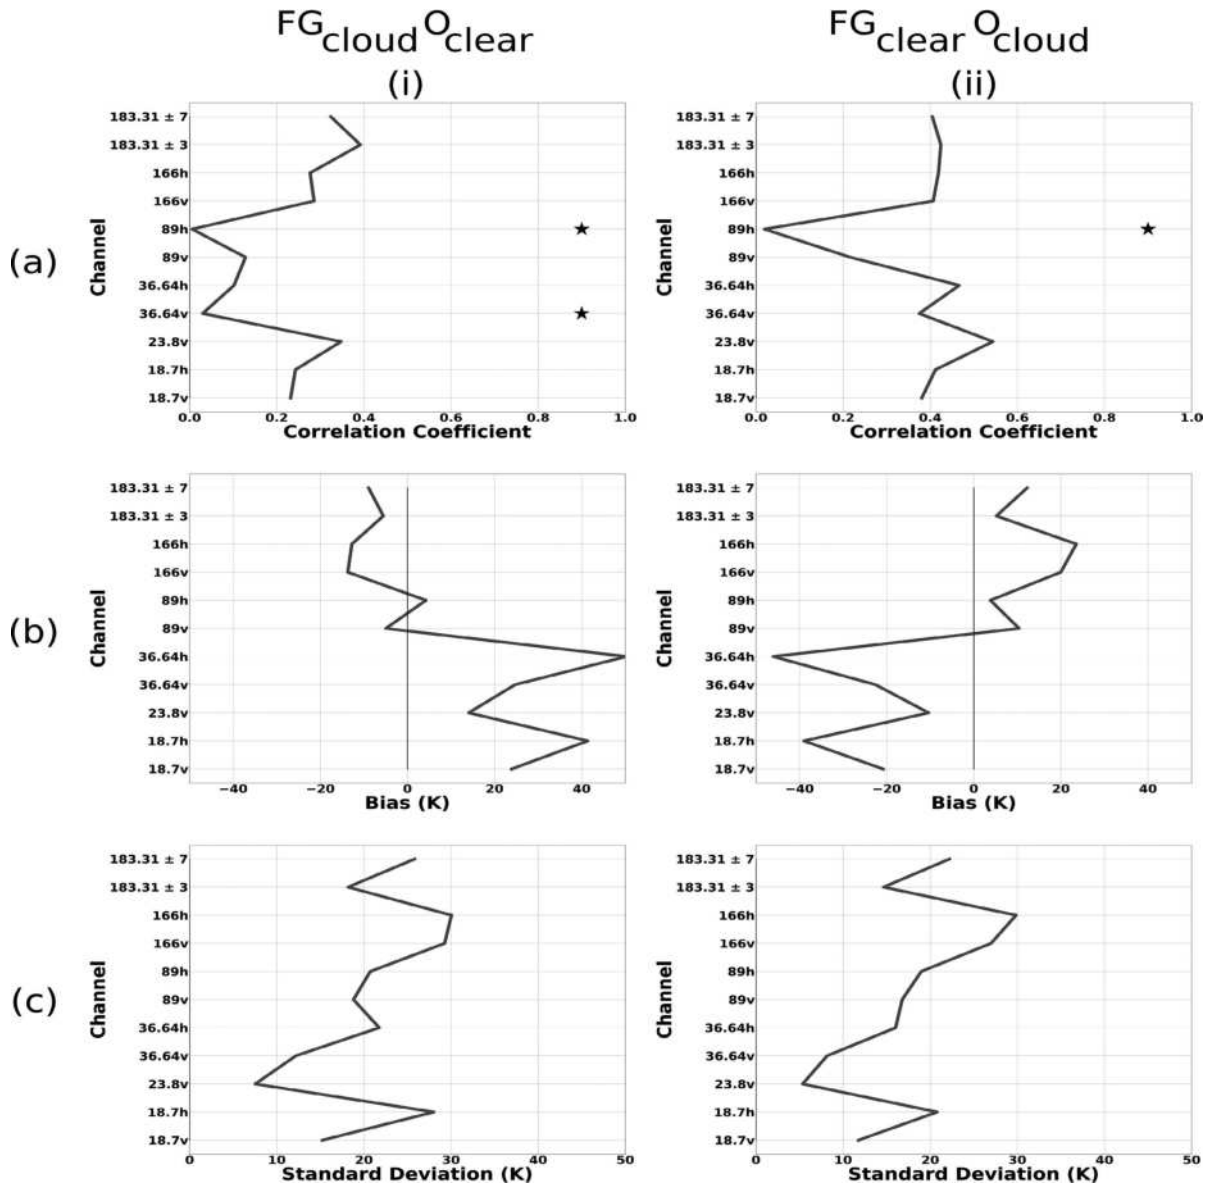 FGcloud Oclear
FGclear Ocloud
(i)
(ii)
(a)
Channel
183.31 ± 7
183.31 ± 3
166h
166v
89h
89v
36.64h
36.64v
23.8v
18.7h
18.7v
0.0 0.2 0.4 0.6 0.8 1.0
Correlation Coefficient
Channel
183.31 ± 7
183.31 ± 3
166h
166v
89h
89v
36.64h
36.64v
23.8v
18.7h
18.7v
0.0 0.2 0.4 0.6 0.8 1.0
Correlation Coefficient
(b)
Channel
183.31 ± 7
183.31 ± 3
166h
166v
89h
89v
36.64h
36.64v
23.8v
18.7h
18.7v
−40 −20 0 20 40
Bias (K)
Channel
183.31 ± 7
183.31 ± 3
166h
166v
89h
89v
36.64h
36.64v
23.8v
18.7h
18.7v
−40 −20 0 20 40
Bias (K)
(c)
Channel
183.31 ± 7
183.31 ± 3
166h
166v
89h
89v
36.64h
36.64v
23.8v
18.7h
18.7v
0 10 20 30 40 50
Standard Deviation (K)
Channel
183.31 ± 7
183.31 ± 3
166h
166v
89h
89v
36.64h
36.64v
23.8v
18.7h
18.7v
0 10 20 30 40 50
Standard Deviation (K)